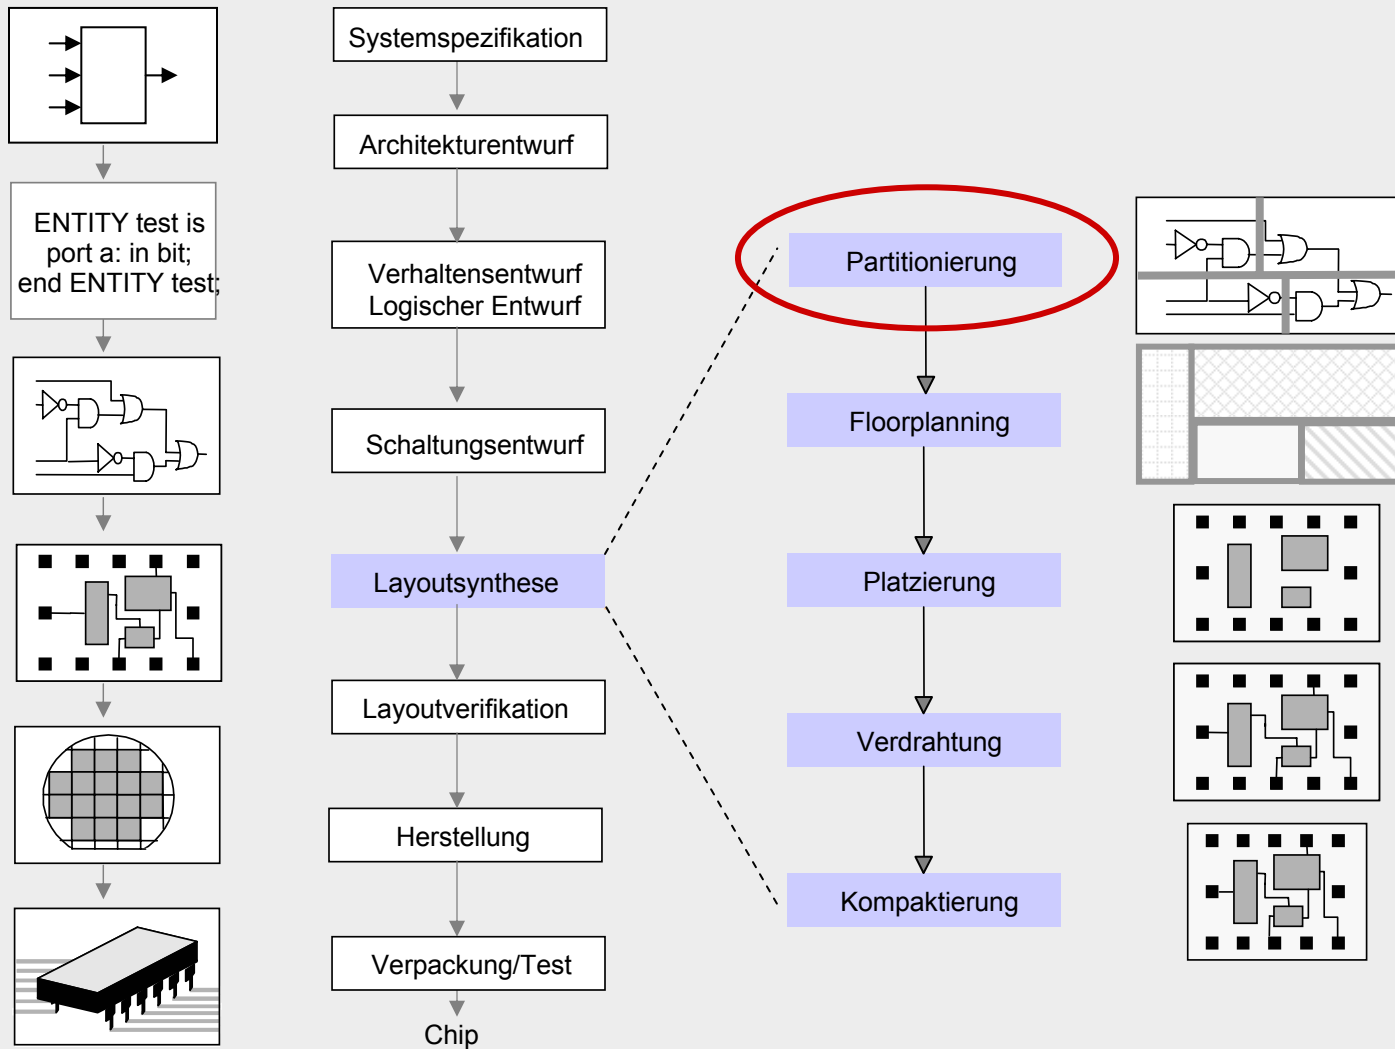 ENTITY test is
port a: in bit;
end ENTITY test;
Systemspezifikation
Architekturentwurf
Verhaltensentwurf
Logischer Entwurf
Schaltungsentwurf
Layoutsynthese
Layoutverifikation
Herstellung
Verpackung/Test
Chip
Partitionierung
Floorplanning
Platzierung
Verdrahtung
Kompaktierung